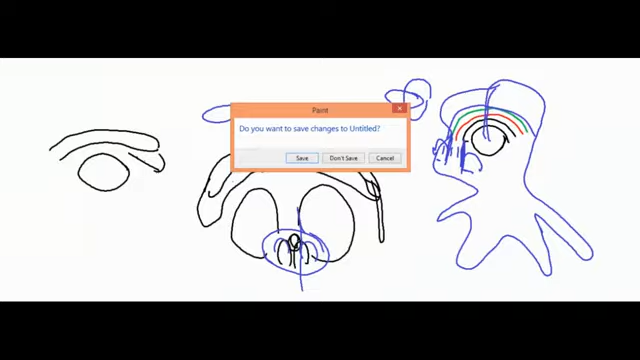 Paint
Do you want to save changes to Untitled?
Save
Don't Save
Cancel